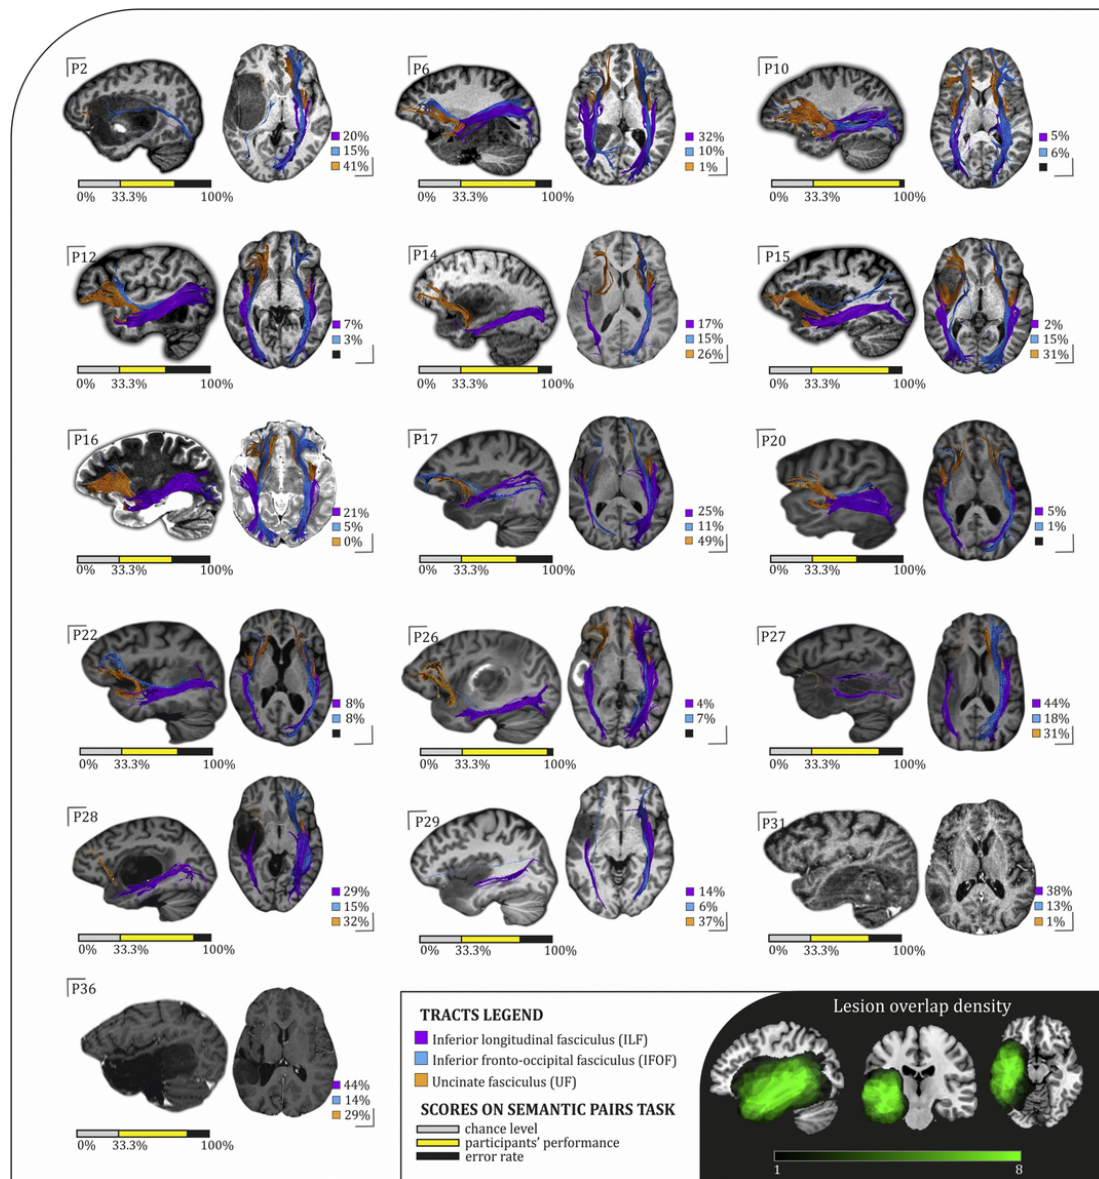 P2
20%
15%
41%
0% 33.3% 100%
P6
32%
10%
1%
0% 33.3% 100%
P10
5%
6%
0% 33.3% 100%
P12
7%
3%
0% 33.3% 100%
P14
17%
15%
26%
0% 33.3% 100%
P15
2%
15%
31%
0% 33.3% 100%
P16
21%
5%
0%
0% 33.3% 100%
P17
25%
11%
49%
0% 33.3% 100%
P20
5%
1%
0% 33.3% 100%
P22
8%
8%
0% 33.3% 100%
P26
4%
7%
0% 33.3% 100%
P27
44%
18%
31%
0% 33.3% 100%
P28
29%
15%
32%
0% 33.3% 100%
P29
14%
6%
37%
0% 33.3% 100%
P31
38%
13%
1%
0% 33.3% 100%
P36
44%
14%
29%
0% 33.3% 100%
TRACTS LEGEND
Inferior longitudinal fasciculus (ILF)
Inferior fronto-occipital fasciculus (IFOF)
Uncinate fasciculus (UF)
SCORES ON SEMANTIC PAIRS TASK
chance level
participants' performance
error rate
Lesion overlap density
1 8